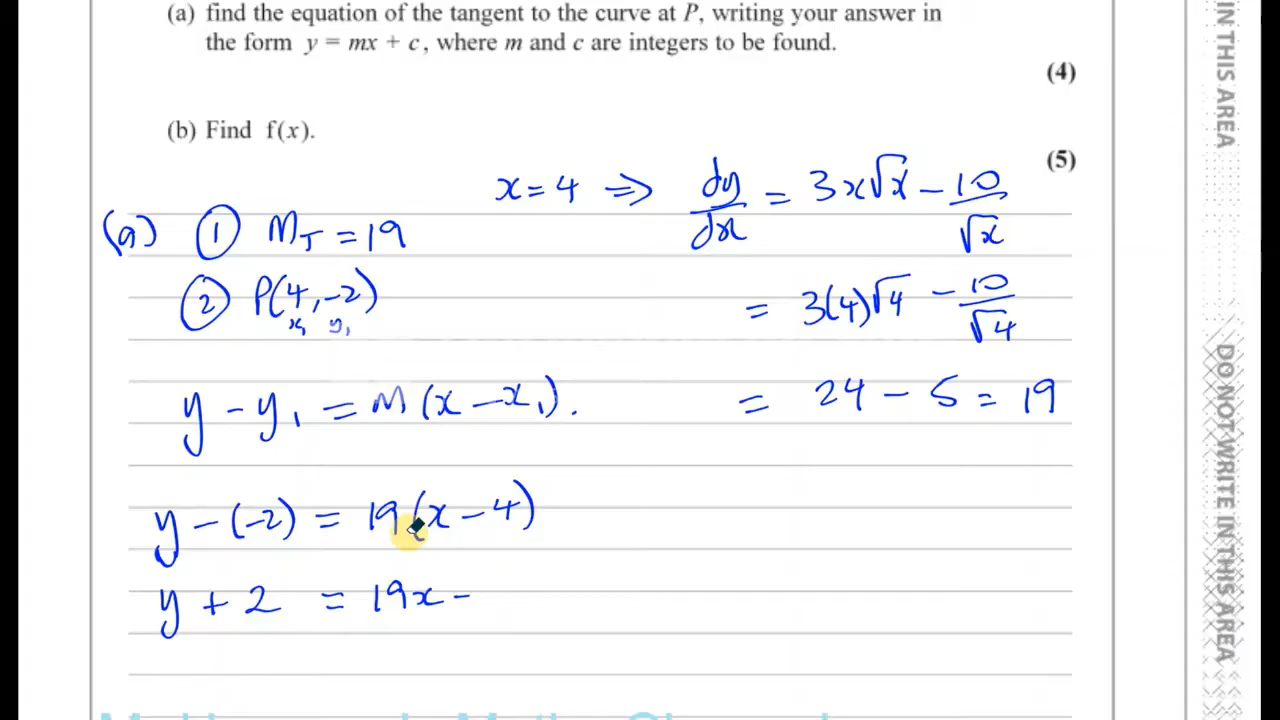 (a) find the equation of the tangent to the curve at P, writing your answer in
the form y = mx + c, where m and c are integers to be found.
(4)
(b) Find f(x).
(5)
x = 4 ⇒ dy/dx = 3x√x − 10/√x
(a) ① M_T = 19
② P(4, −2)
x₁ y₁
= 3(4)√4 − 10/√4
y − y₁ = M(x − x₁).
= 24 − 5 = 19
y − (−2) = 19(x − 4)
y + 2 = 19x −
IN THIS AREA
DO NOT WRITE IN THIS AREA